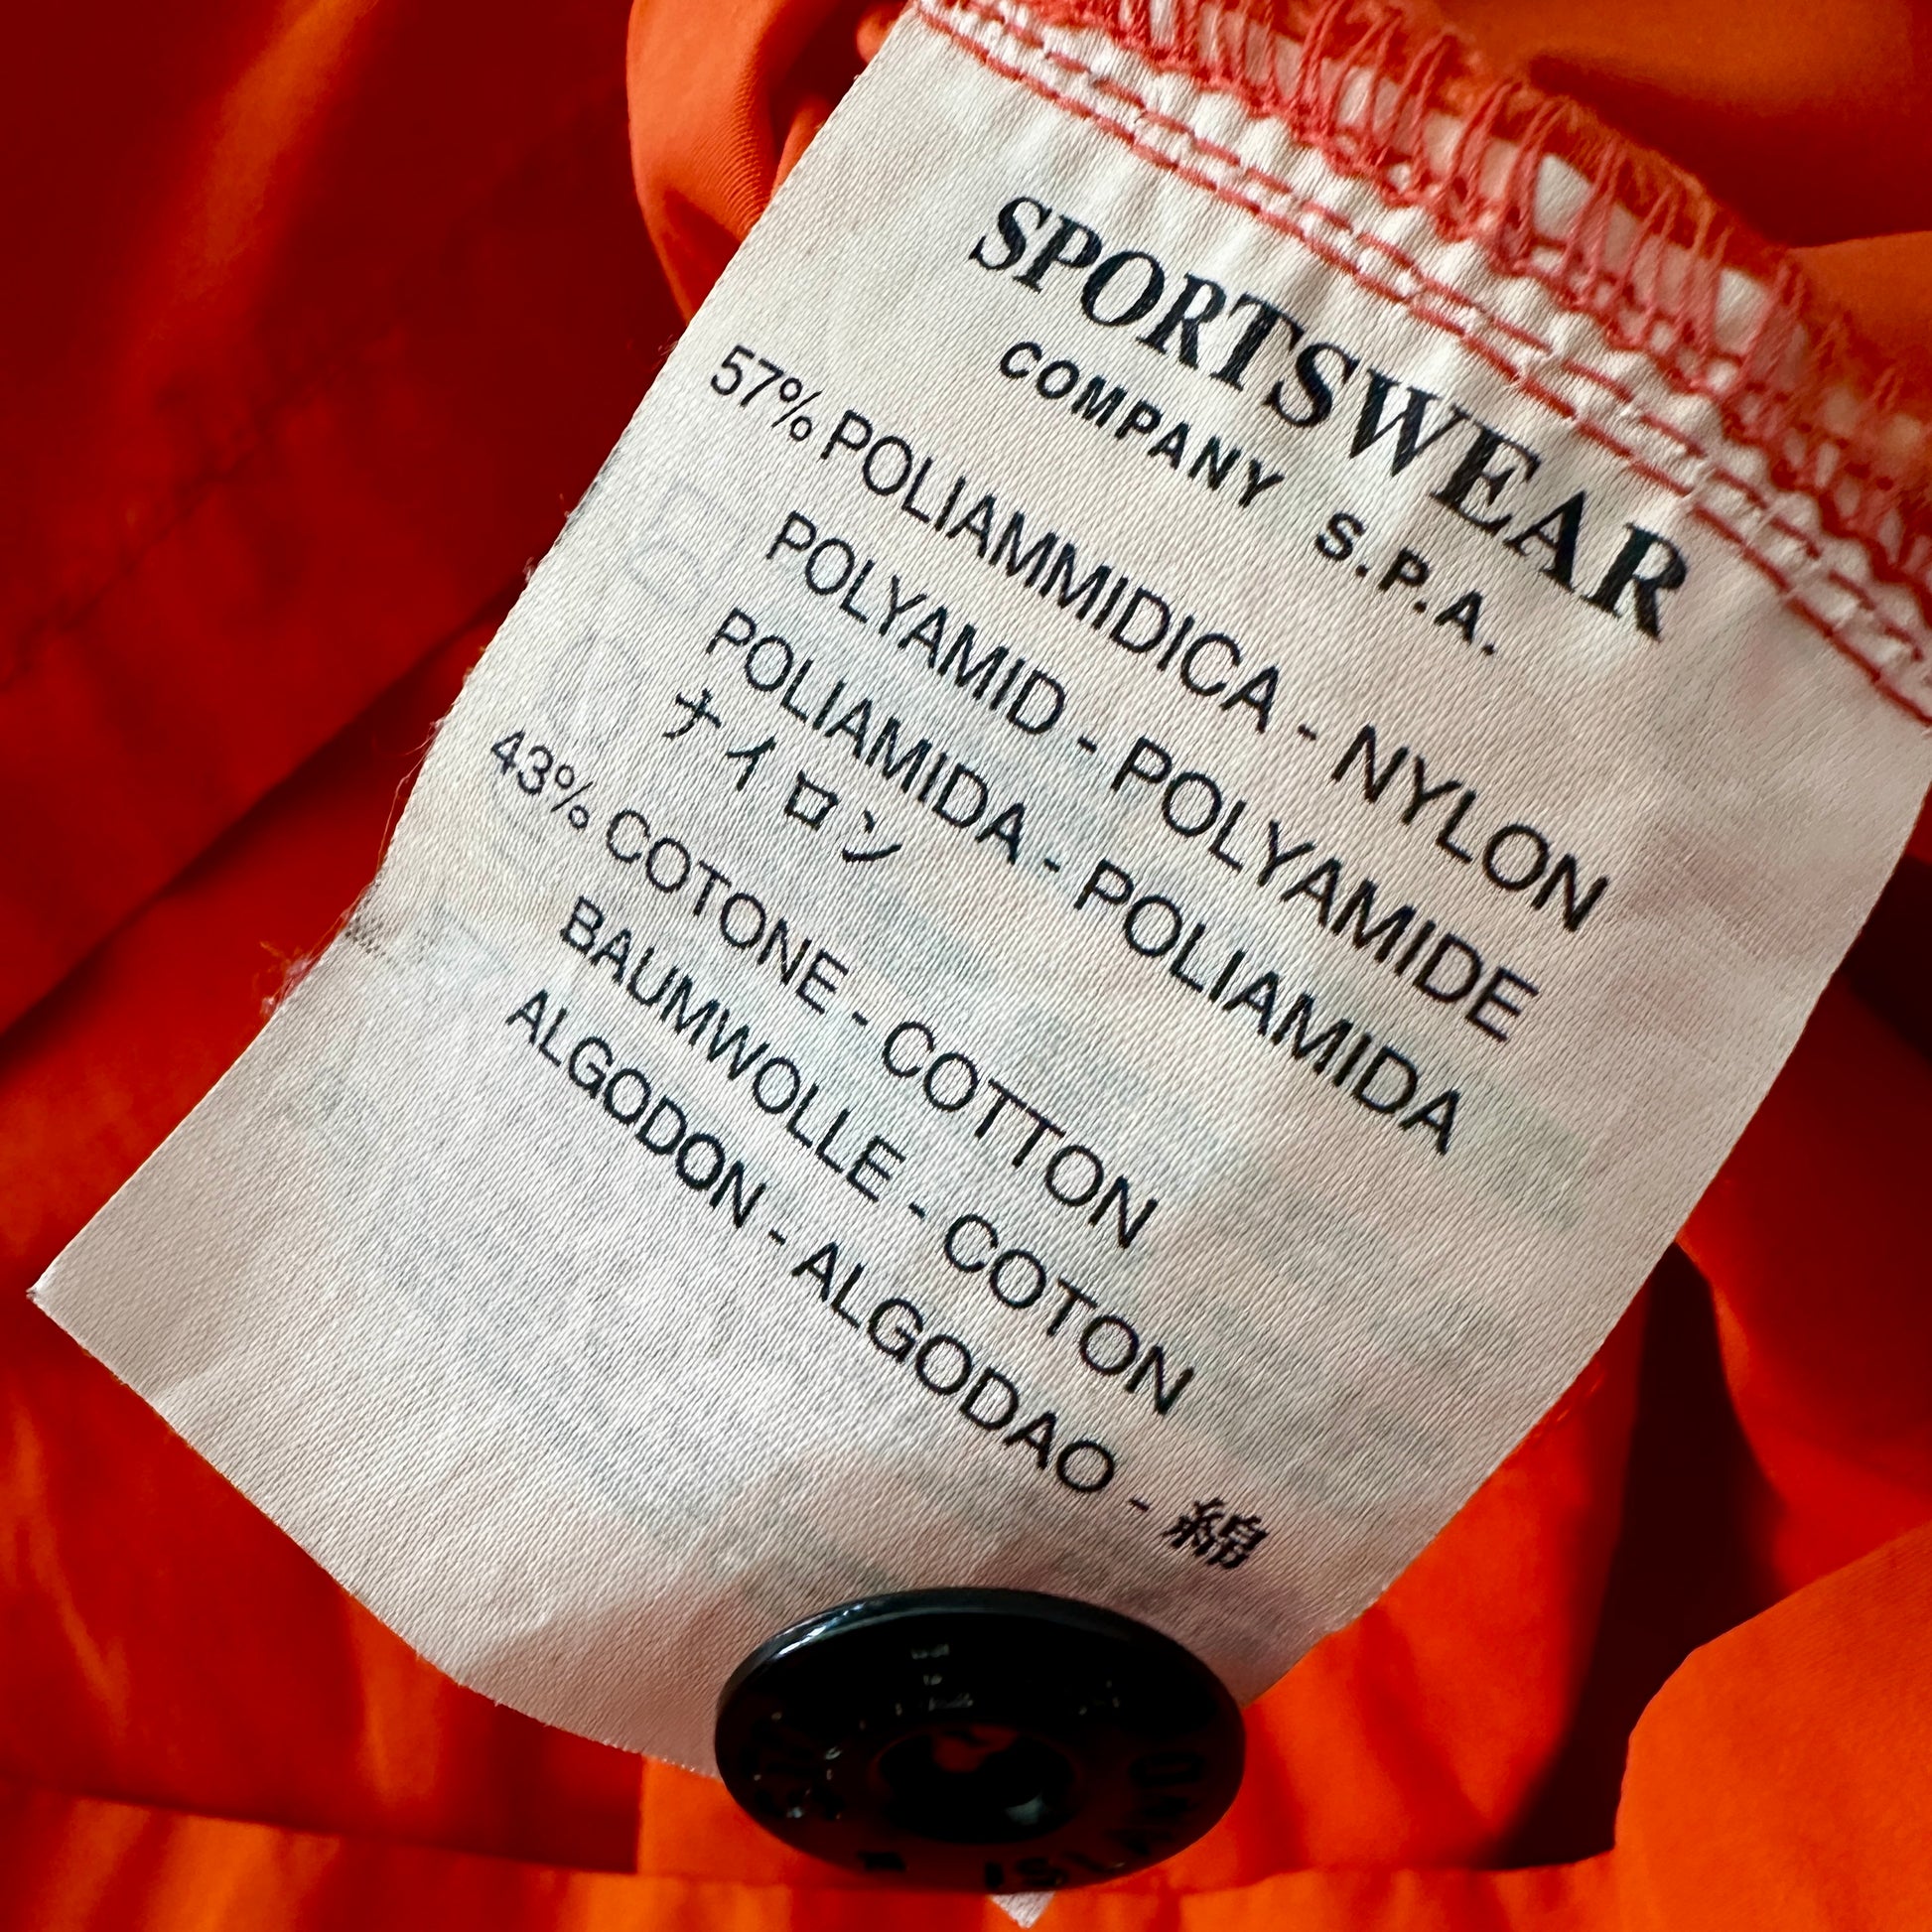 SPORTSWEAR
COMPANY S.P.A.
57% POLIAMMIDICA - NYLON
POLYAMID - POLYAMIDE
POLIAMIDA - POLIAMIDA
ナイロン
43% COTONE - COTTON
BAUMWOLLE - COTON
ALGODON - ALGODAO - 綿